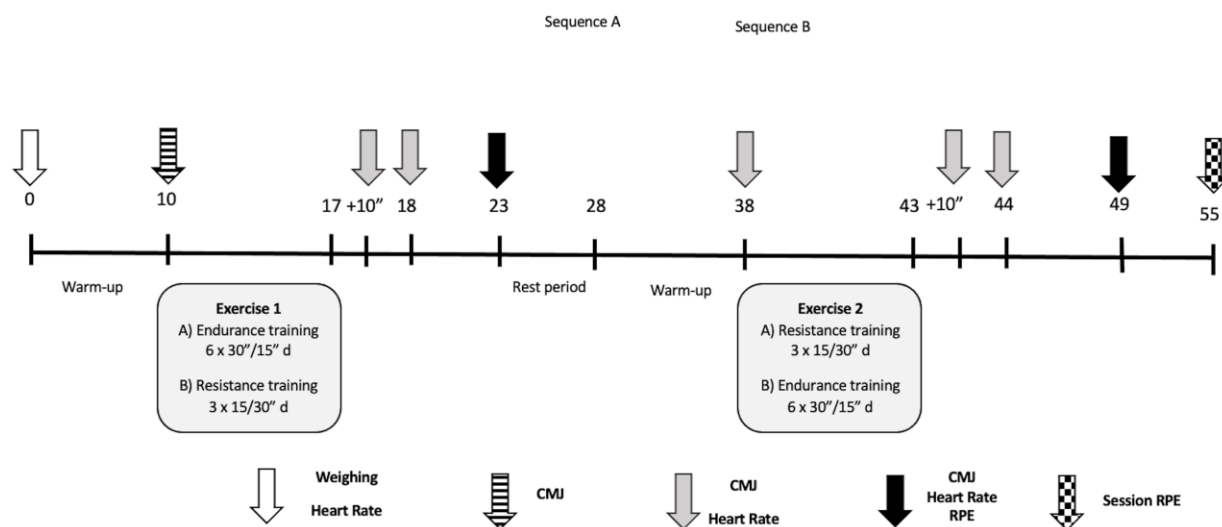 Sequence A
Sequence B
0
10
17
+10”
18
23
28
38
43
+10”
44
49
55
Warm-up
Rest period
Warm-up
Exercise 1
A) Endurance training
6 x 30”/15” d
B) Resistance training
3 x 15/30” d
Exercise 2
A) Resistance training
3 x 15/30” d
B) Endurance training
6 x 30”/15” d
Weighing
Heart Rate
CMJ
CMJ
Heart Rate
CMJ
Heart Rate
RPE
Session RPE